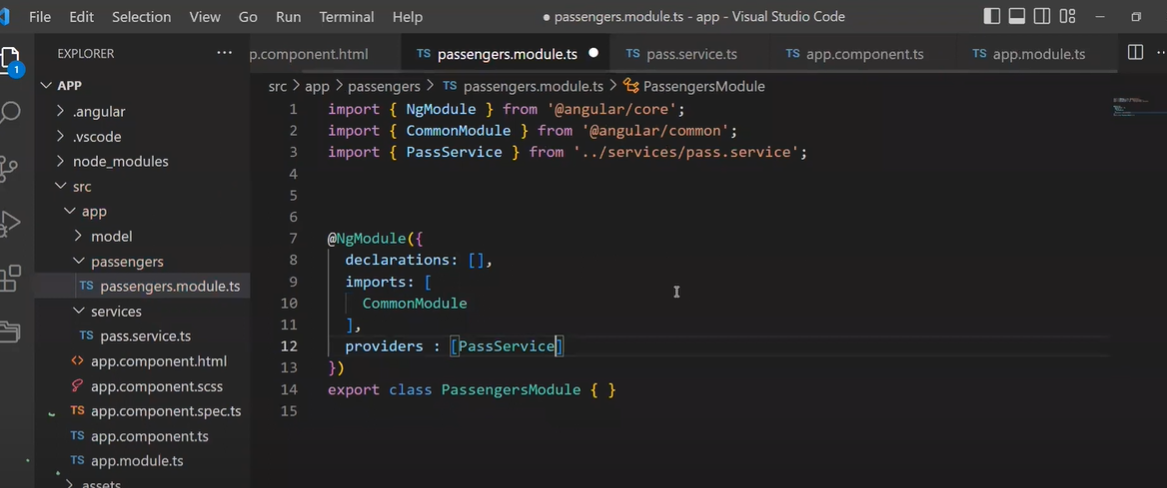 File Edit Selection View Go Run Terminal Help ● passengers.module.ts - app - Visual Studio Code
EXPLORER ··· p.component.html TS passengers.module.ts ● TS pass.service.ts TS app.component.ts TS app.module.ts
1
APP
.angular
.vscode
node_modules
src
app
model
passengers
TS passengers.module.ts
services
TS pass.service.ts
<> app.component.html
app.component.scss
TS app.component.spec.ts
TS app.component.ts
TS app.module.ts
assets
src > app > passengers > TS passengers.module.ts > PassengersModule
1 import { NgModule } from '@angular/core';
2 import { CommonModule } from '@angular/common';
3 import { PassService } from '../services/pass.service';
4
5
6
7 @NgModule({
8 declarations: [],
9 imports: [
10 CommonModule
11 ],
12 providers : [PassService]
13 })
14 export class PassengersModule { }
15